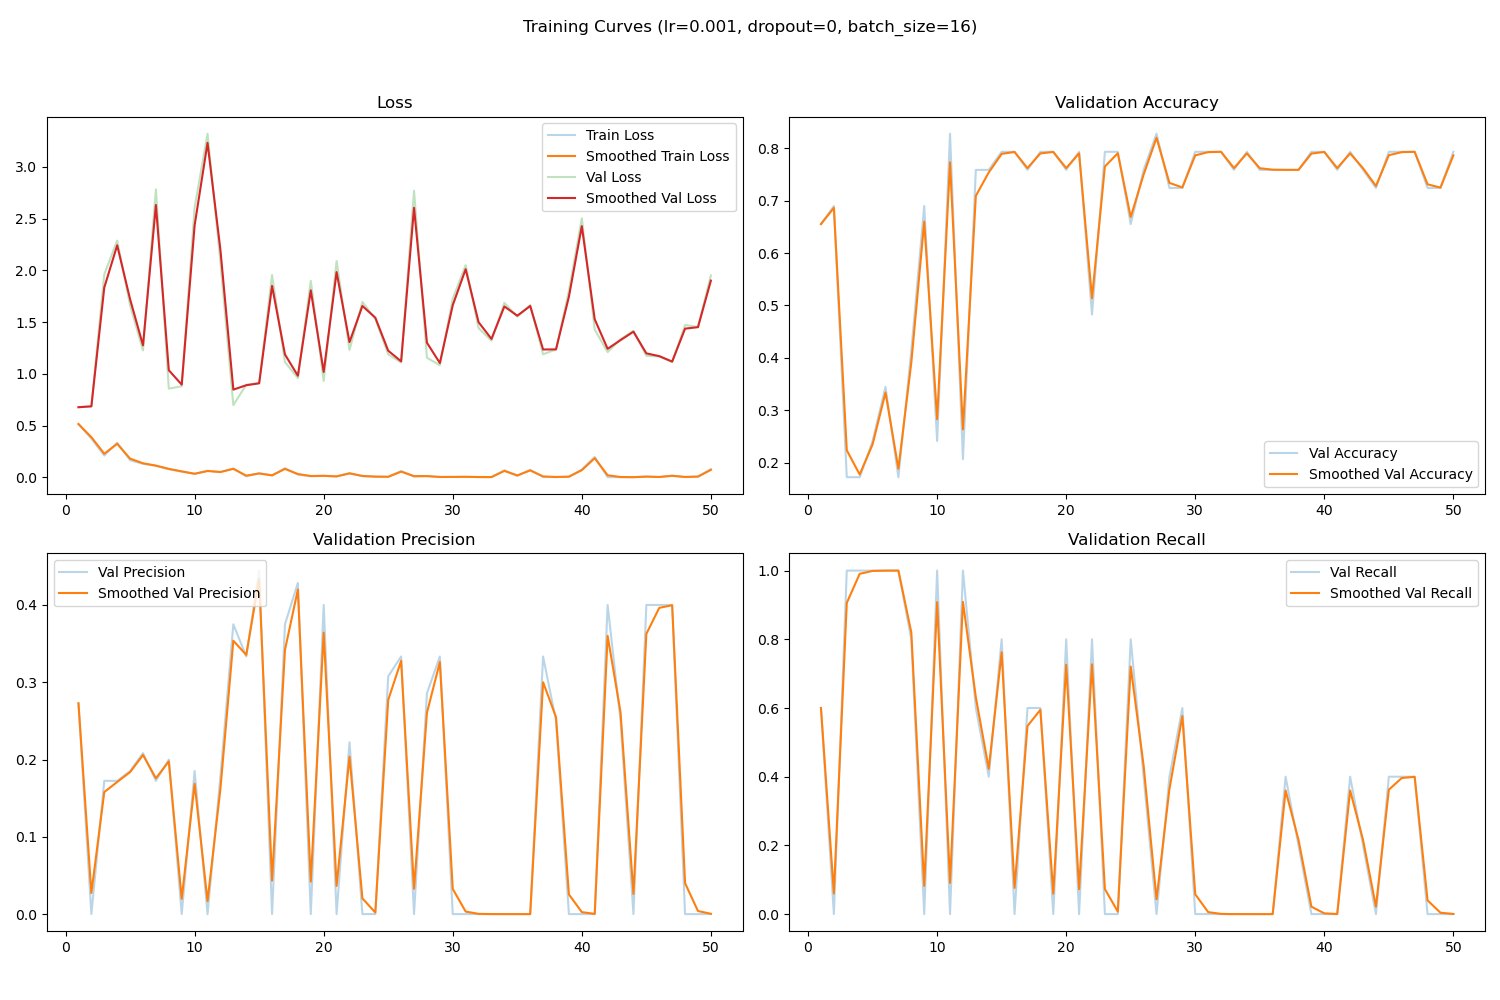 Training Curves (lr=0.001, dropout=0, batch_size=16)
Loss
Train Loss
Smoothed Train Loss
Val Loss
Smoothed Val Loss
3.0
2.5
2.0
1.5
1.0
0.5
0.0
0 10 20 30 40 50
Validation Accuracy
0.8
0.7
0.6
0.5
0.4
0.3
0.2
Val Accuracy
Smoothed Val Accuracy
0 10 20 30 40 50
Validation Precision
Val Precision
Smoothed Val Precision
0.4
0.3
0.2
0.1
0.0
0 10 20 30 40 50
Validation Recall
Val Recall
Smoothed Val Recall
1.0
0.8
0.6
0.4
0.2
0.0
0 10 20 30 40 50